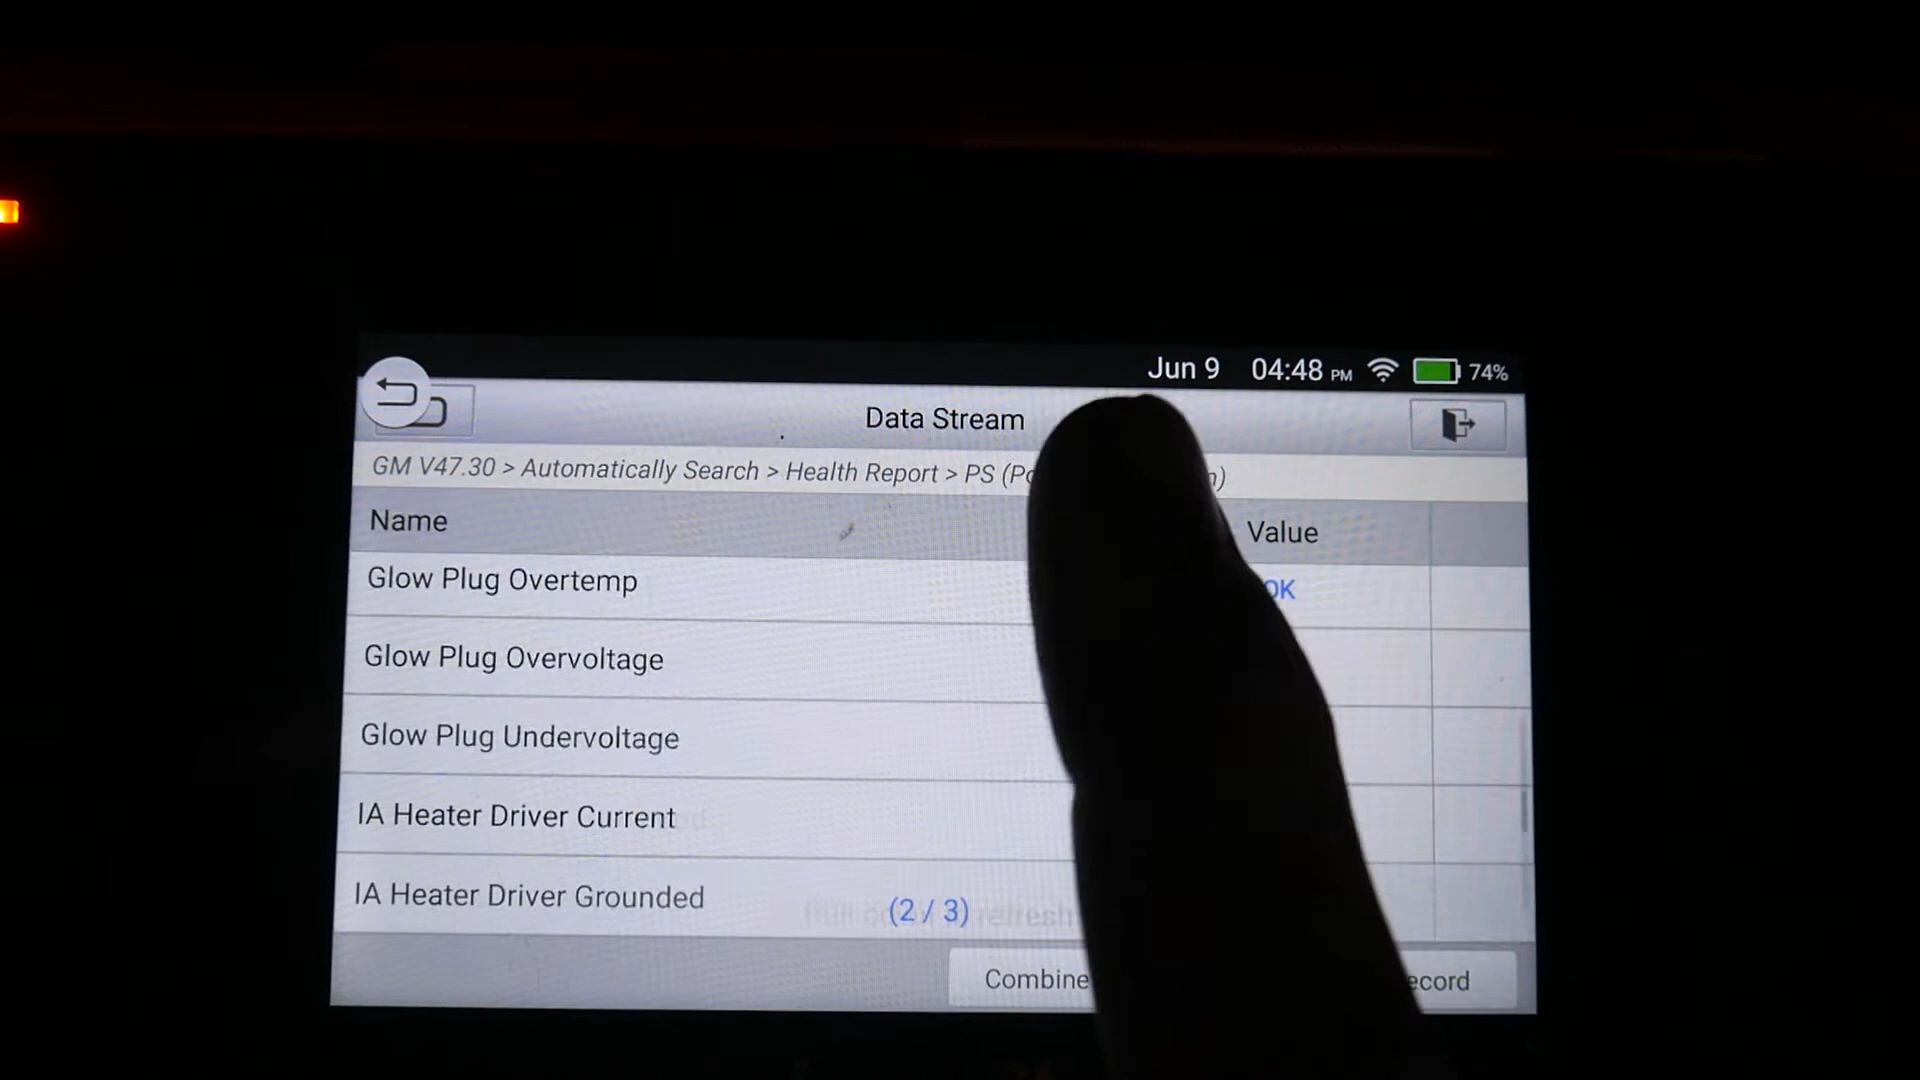 Jun 9 04:48 PM 74%
Data Stream
GM V47.30 > Automatically Search > Health Report > PS
Name Value
Glow Plug Overtemp OK
Glow Plug Overvoltage
Glow Plug Undervoltage
IA Heater Driver Current
IA Heater Driver Grounded
(2 / 3)
Combine